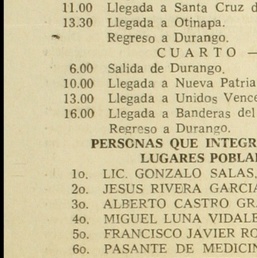 11.00 Llegada a Santa Cruz d
13.30 Llegada a Otinapa.
Regreso a Durango.
CUARTO —
6.00 Salida de Durango.
10.00 Llegada a Nueva Patria
13.00 Llegada a Unidos Vence
16.00 Llegada a Banderas del
Regreso a Durango.
PERSONAS QUE INTEGR
LUGARES POBLA
1o. LIC. GONZALO SALAS,
2o. JESUS RIVERA GARCIA
3o. ALBERTO CASTRO GRA
4o. MIGUEL LUNA VIDALE
5o. FRANCISCO JAVIER RO
6o. PASANTE DE MEDICIN